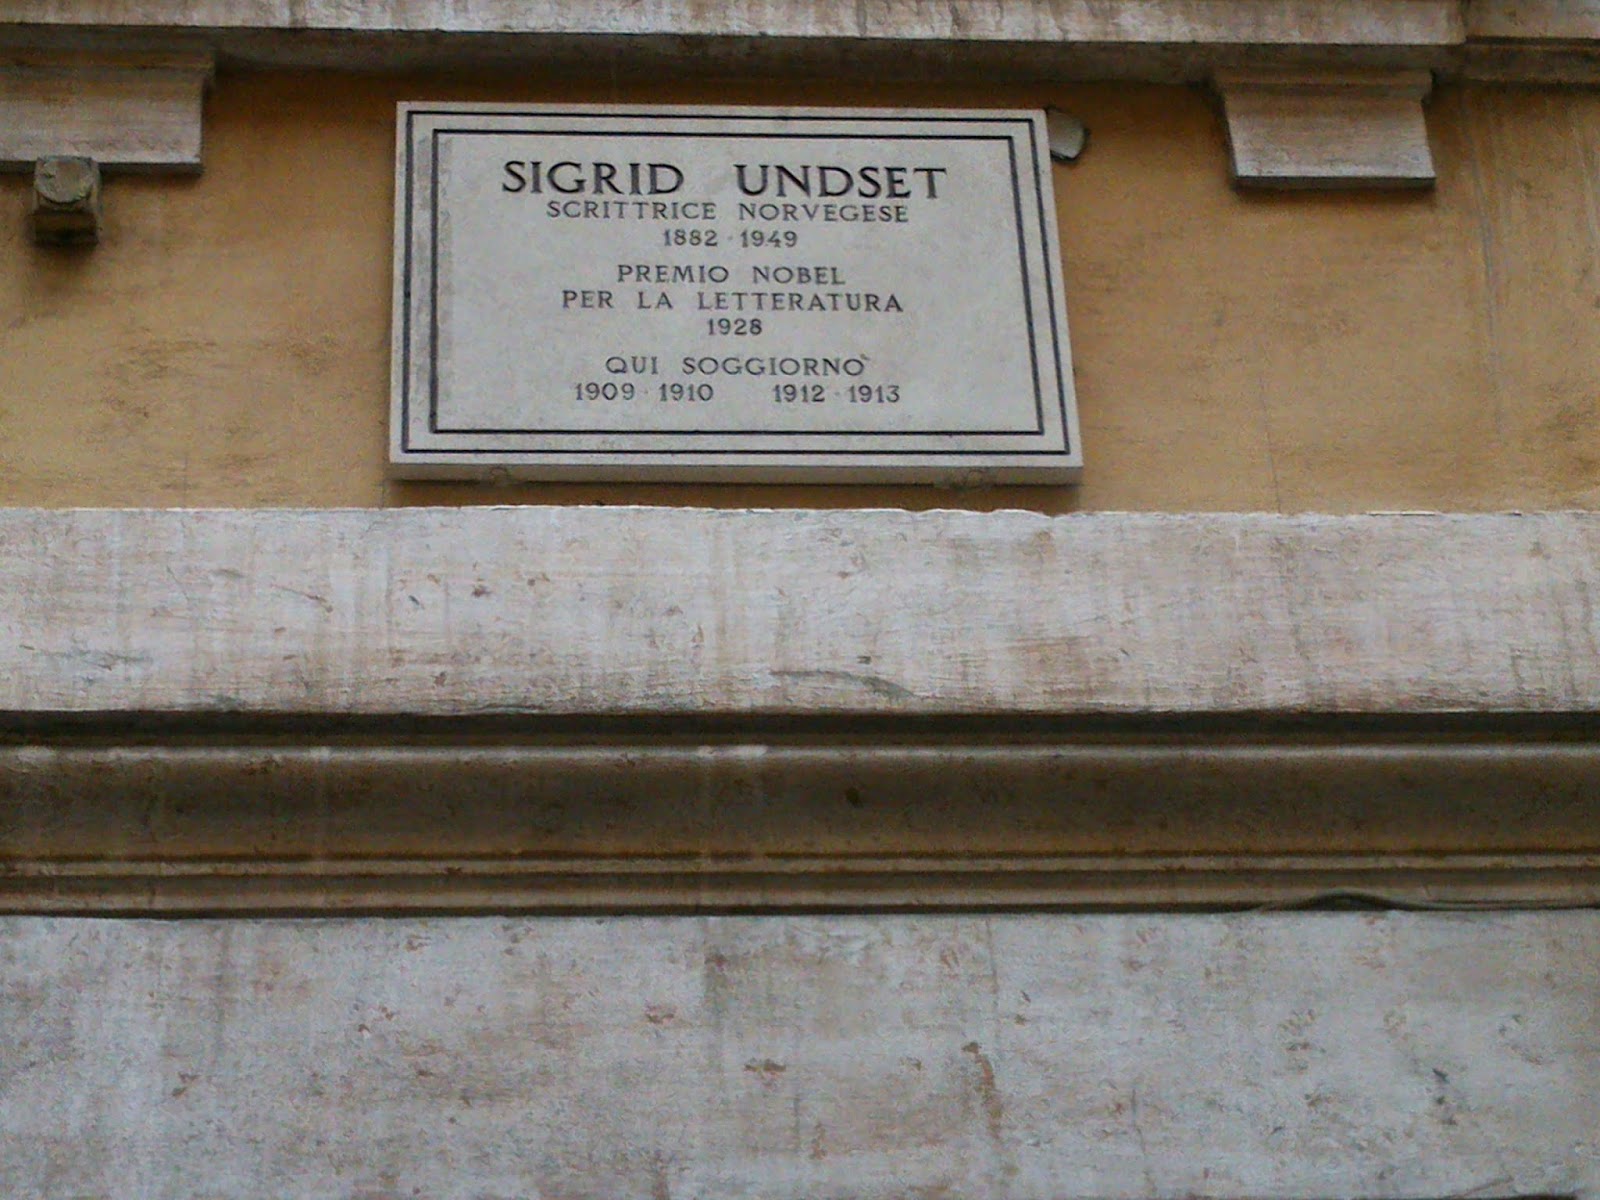 SIGRID UNDSET
SCRITTRICE NORVEGESE
1882 · 1949
PREMIO NOBEL
PER LA LETTERATURA
1928
QUI SOGGIORNÒ
1909 · 1910 1912 · 1913